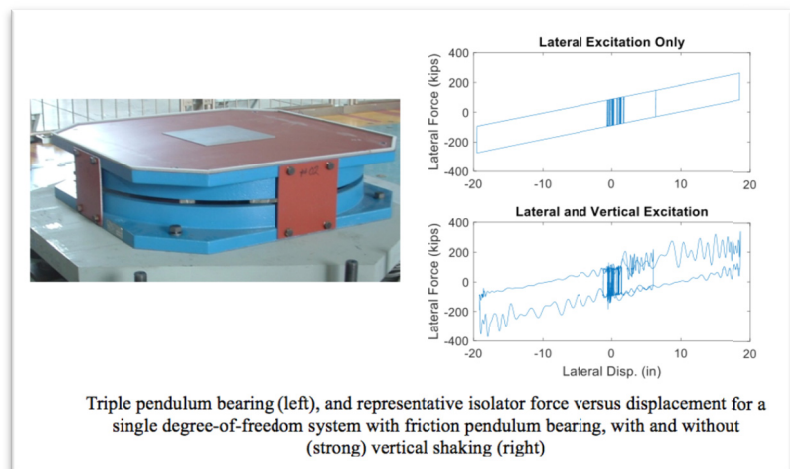 Lateral Excitation Only
400
200
0
-200
-400
Lateral Force (kips)
-20
-10
0
10
20
Lateral and Vertical Excitation
400
200
0
-200
-400
Lateral Force (kips)
-20
-10
0
10
20
Lateral Disp. (in)
Triple pendulum bearing (left), and representative isolator force versus displacement for a
single degree-of-freedom system with friction pendulum bearing, with and without
(strong) vertical shaking (right)